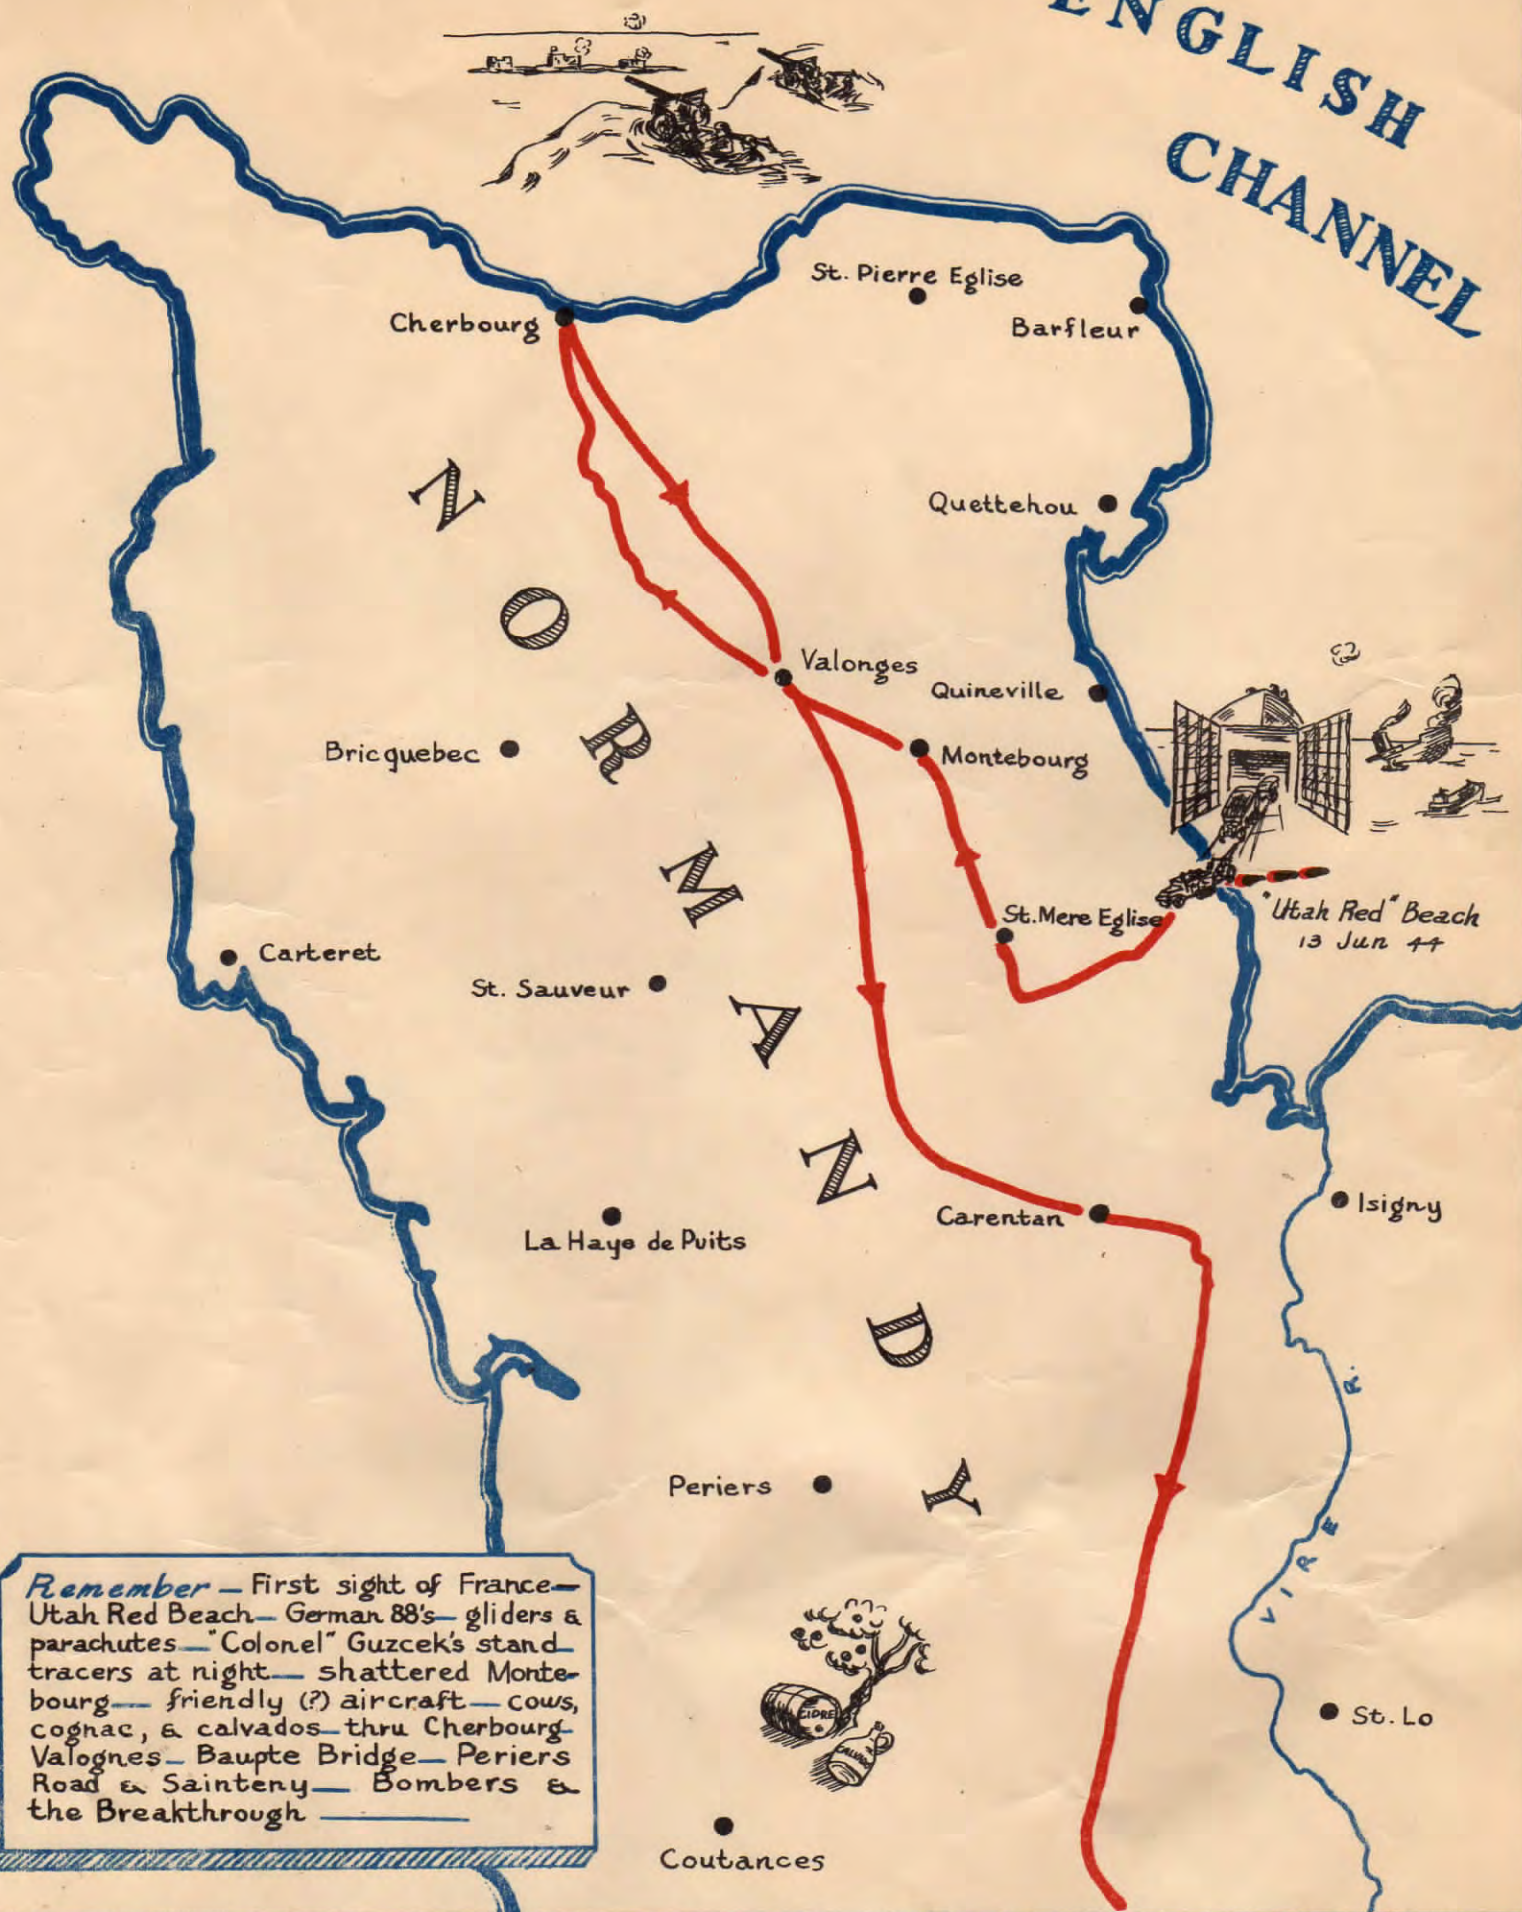 ENGLISH
CHANNEL
St. Pierre Eglise
Cherbourg
Barfleur
Quettehou
NORMANDY
Valonges
Quineville
Bricquebec
Montebourg
St. Mere Eglise
"Utah Red" Beach
13 Jun 44
Carteret
St. Sauveur
Carentan
Isigny
La Haye de Puits
VIRE R.
Periers
Remember — First sight of France —
Utah Red Beach — German 88's — gliders &
parachutes — "Colonel" Guzcek's stand
tracers at night — shattered Monte-
bourg — friendly (?) aircraft — cows,
cognac, & calvados — thru Cherbourg
Valognes — Baupte Bridge — Periers
Road & Sainteny — Bombers &
the Breakthrough —
CIDRE
CALVADOS
St. Lo
Coutances